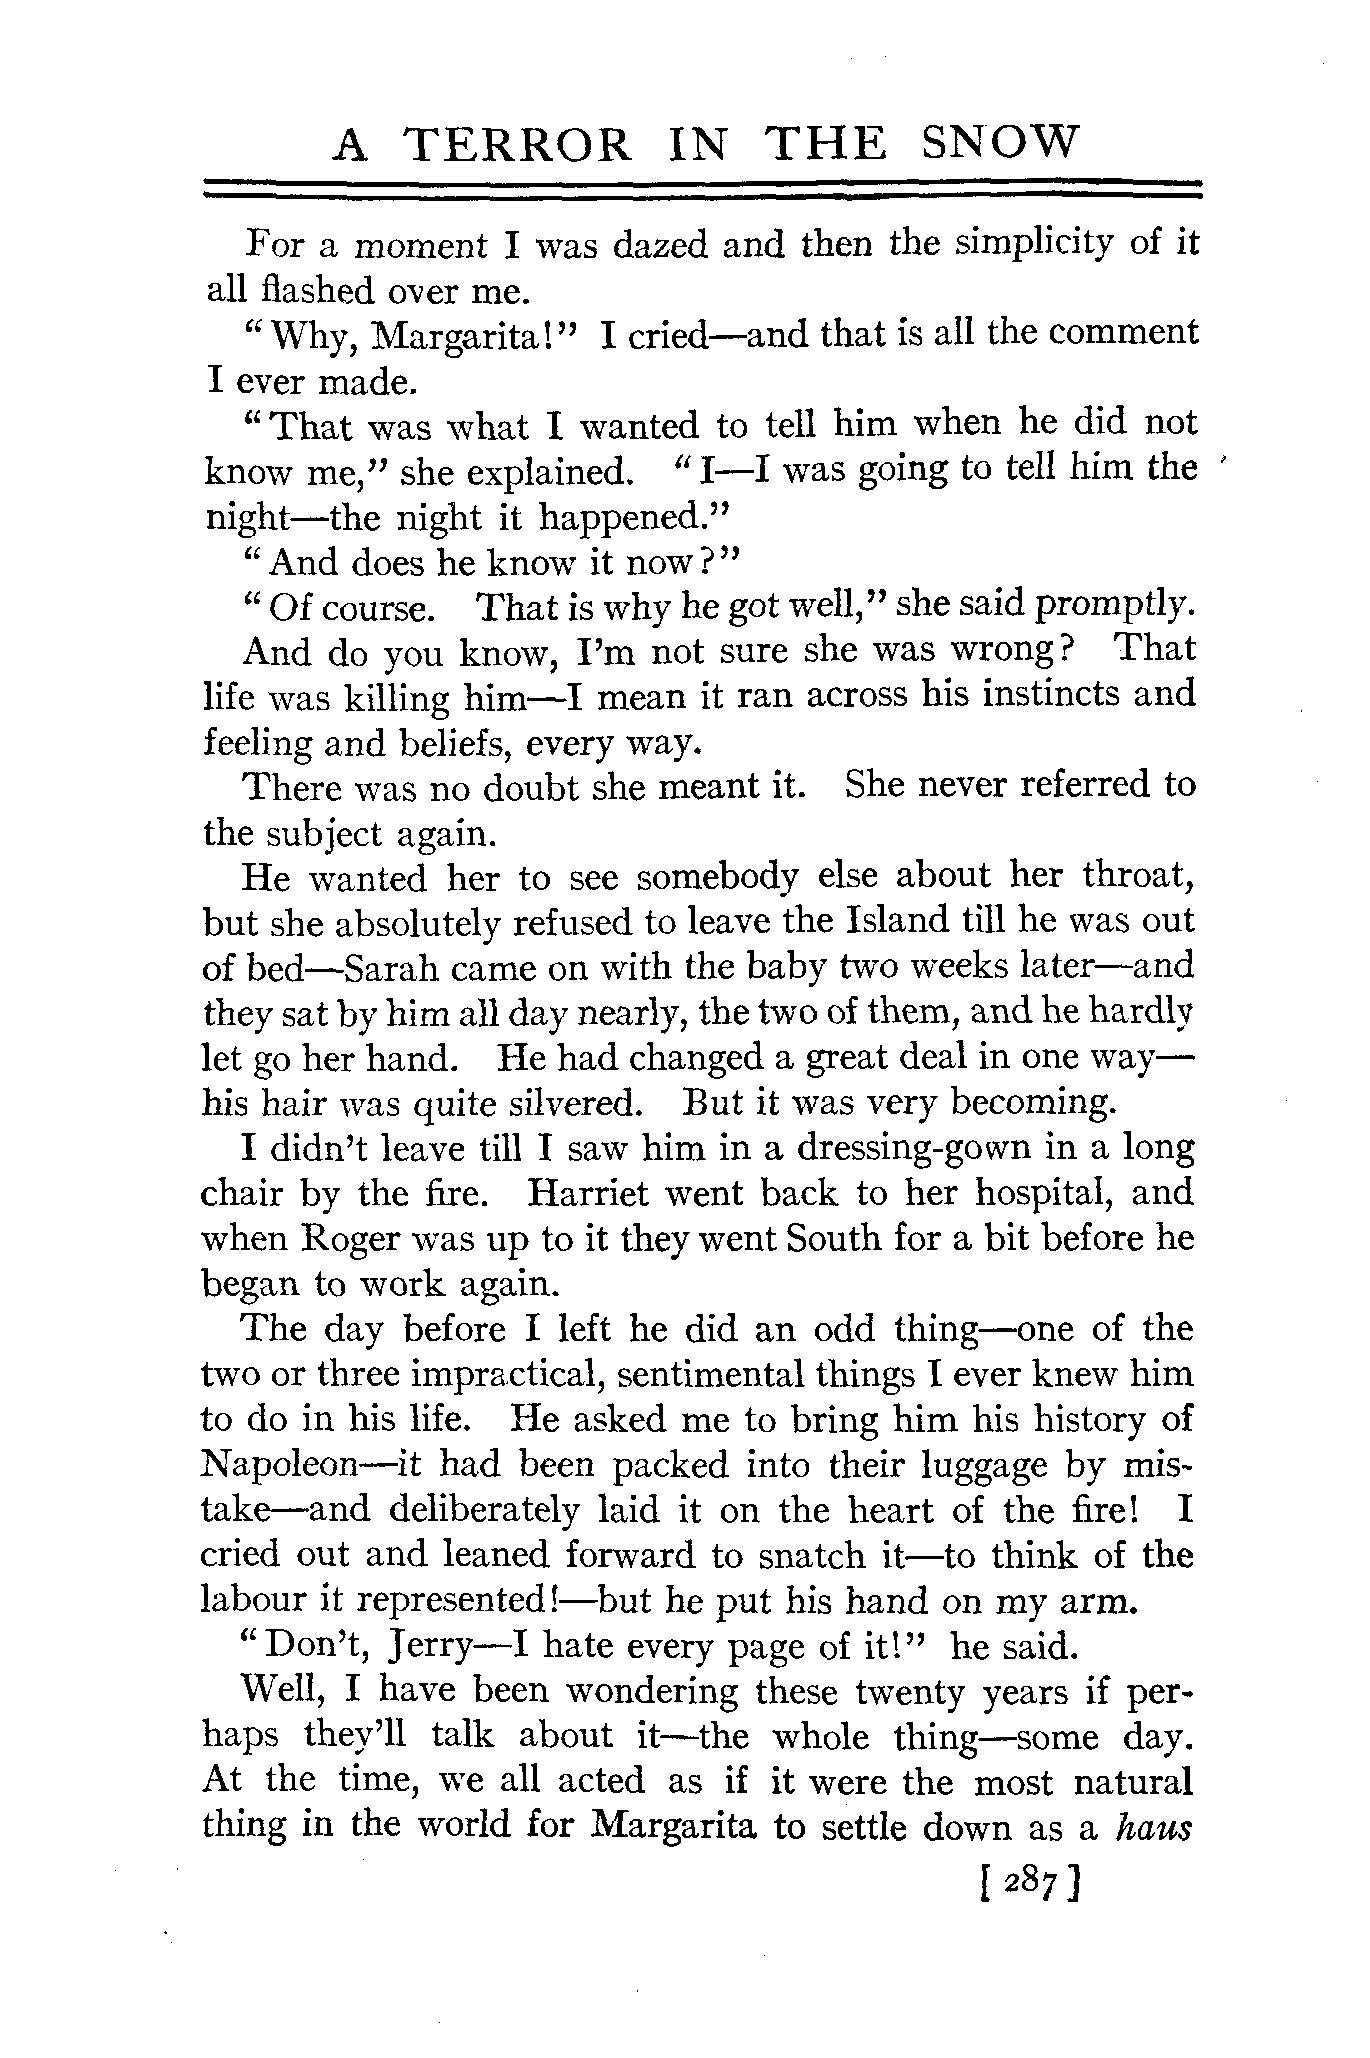 A TERROR IN THE SNOW
For a moment I was dazed and then the simplicity of it
all flashed over me.
"Why, Margarita!" I cried—and that is all the comment
I ever made.
"That was what I wanted to tell him when he did not
know me," she explained. "I—I was going to tell him the
night—the night it happened."
"And does he know it now?"
"Of course. That is why he got well," she said promptly.
And do you know, I'm not sure she was wrong? That
life was killing him—I mean it ran across his instincts and
feeling and beliefs, every way.
There was no doubt she meant it. She never referred to
the subject again.
He wanted her to see somebody else about her throat,
but she absolutely refused to leave the Island till he was out
of bed—Sarah came on with the baby two weeks later—and
they sat by him all day nearly, the two of them, and he hardly
let go her hand. He had changed a great deal in one way—
his hair was quite silvered. But it was very becoming.
I didn't leave till I saw him in a dressing-gown in a long
chair by the fire. Harriet went back to her hospital, and
when Roger was up to it they went South for a bit before he
began to work again.
The day before I left he did an odd thing—one of the
two or three impractical, sentimental things I ever knew him
to do in his life. He asked me to bring him his history of
Napoleon—it had been packed into their luggage by mis-
take—and deliberately laid it on the heart of the fire! I
cried out and leaned forward to snatch it—to think of the
labour it represented!—but he put his hand on my arm.
"Don't, Jerry—I hate every page of it!" he said.
Well, I have been wondering these twenty years if per-
haps they'll talk about it—the whole thing—some day.
At the time, we all acted as if it were the most natural
thing in the world for Margarita to settle down as a haus
[ 287 ]